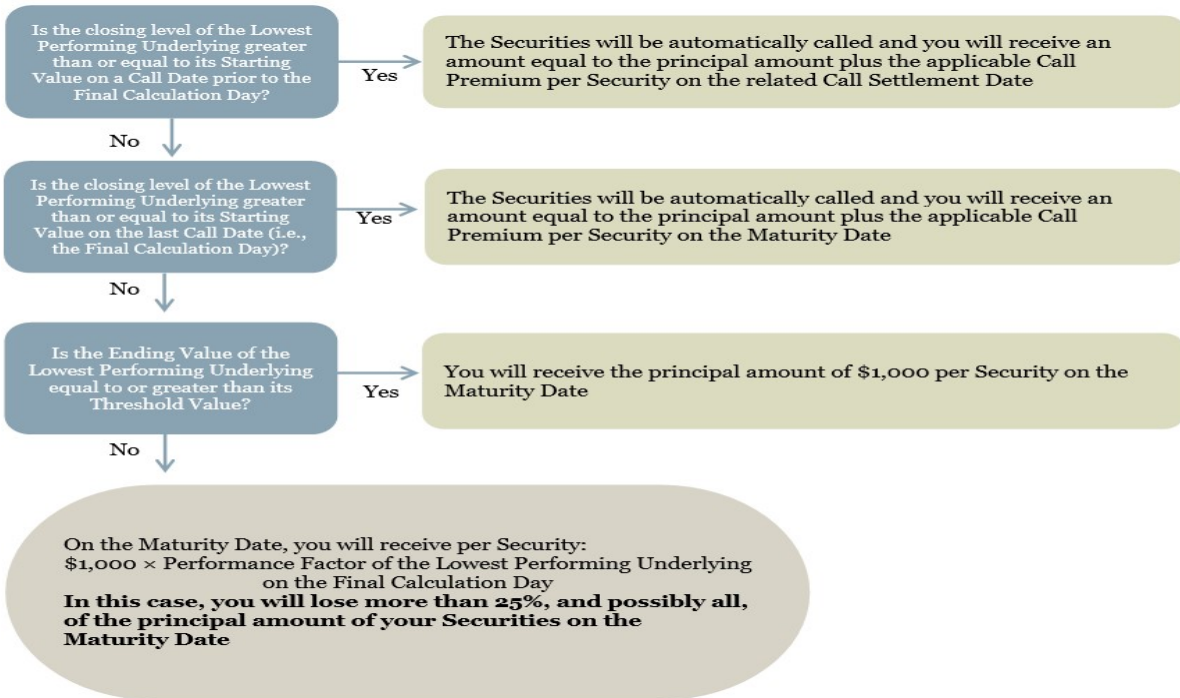 Is the closing level of the Lowest
Performing Underlying greater
than or equal to its Starting
Value on a Call Date prior to the
Final Calculation Day?
Yes
The Securities will be automatically called and you will receive an
amount equal to the principal amount plus the applicable Call
Premium per Security on the related Call Settlement Date
No
Is the closing level of the Lowest
Performing Underlying greater
than or equal to its Starting
Value on the last Call Date (i.e.,
the Final Calculation Day)?
Yes
The Securities will be automatically called and you will receive an
amount equal to the principal amount plus the applicable Call
Premium per Security on the Maturity Date
No
Is the Ending Value of the
Lowest Performing Underlying
equal to or greater than its
Threshold Value?
Yes
You will receive the principal amount of $1,000 per Security on the
Maturity Date
No
On the Maturity Date, you will receive per Security:
$1,000 × Performance Factor of the Lowest Performing Underlying
on the Final Calculation Day
In this case, you will lose more than 25%, and possibly all,
of the principal amount of your Securities on the
Maturity Date